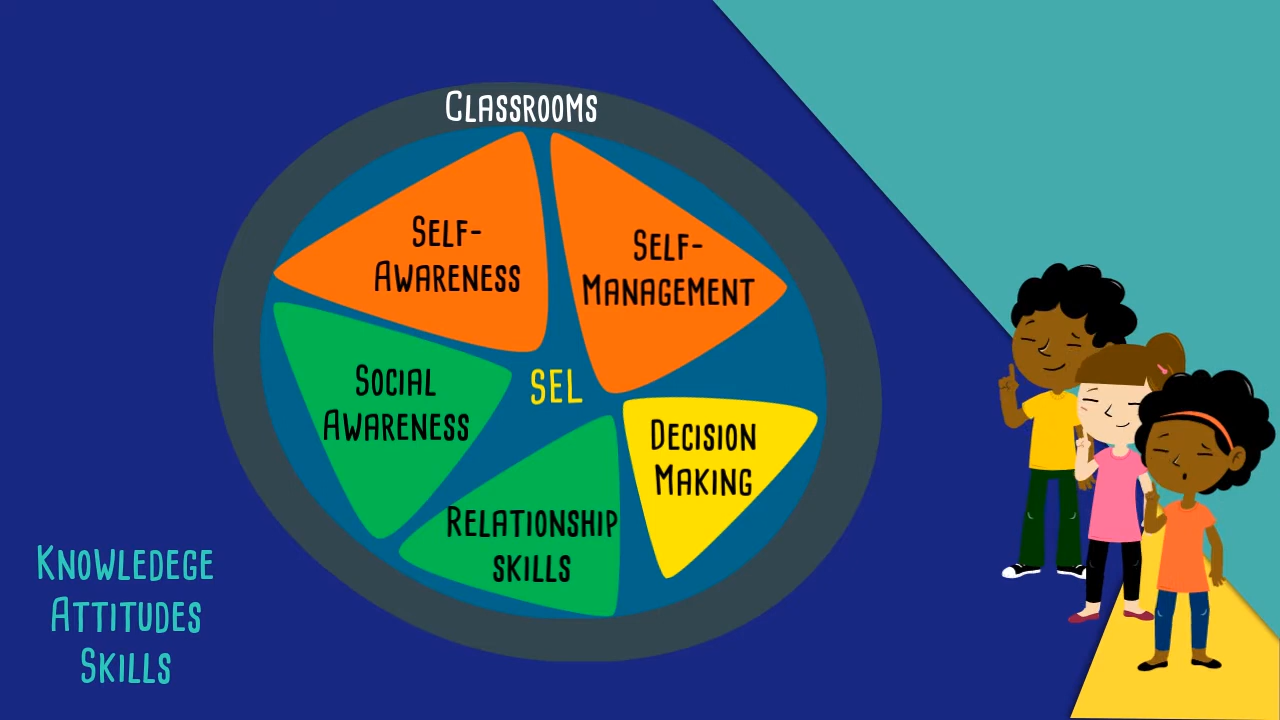 Classrooms
Self-
Awareness
Self-
Management
Social
Awareness
SEL
Decision
Making
Relationship
skills
Knowledege
Attitudes
Skills